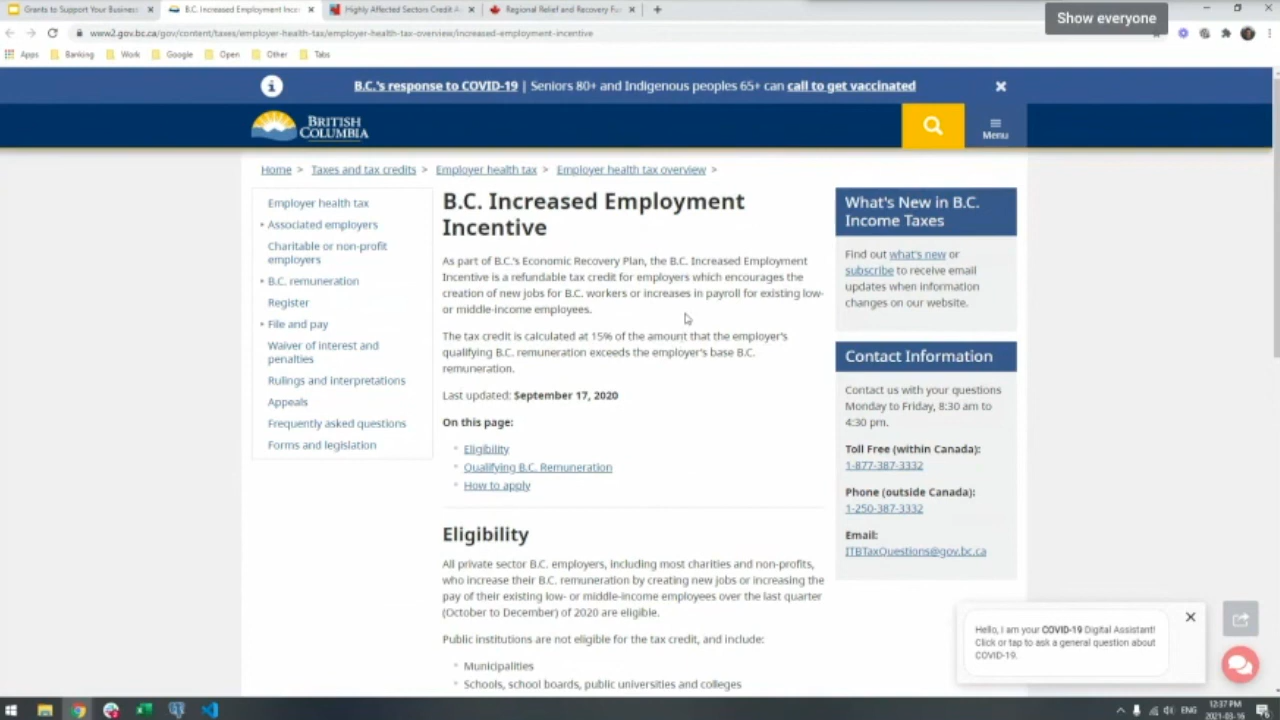 Grants to Support Your Business
B.C. Increased Employment Ince
Highly Affected Sectors Credit A
Regional Relief and Recovery Fu
Show everyone
www2.gov.bc.ca/gov/content/taxes/employer-health-tax/employer-health-tax-overview/increased-employment-incentive
Apps Banking Work Google Open Other Tabs
B.C.'s response to COVID-19 | Seniors 80+ and Indigenous peoples 65+ can call to get vaccinated
BRITISH
COLUMBIA
Menu
Home > Taxes and tax credits > Employer health tax > Employer health tax overview >
Employer health tax
Associated employers
Charitable or non-profit
employers
B.C. remuneration
Register
File and pay
Waiver of interest and
penalties
Rulings and interpretations
Appeals
Frequently asked questions
Forms and legislation
B.C. Increased Employment
Incentive
As part of B.C.'s Economic Recovery Plan, the B.C. Increased Employment
Incentive is a refundable tax credit for employers which encourages the
creation of new jobs for B.C. workers or increases in payroll for existing low-
or middle-income employees.
The tax credit is calculated at 15% of the amount that the employer's
qualifying B.C. remuneration exceeds the employer's base B.C.
remuneration.
Last updated: September 17, 2020
On this page:
Eligibility
Qualifying B.C. Remuneration
How to apply
Eligibility
All private sector B.C. employers, including most charities and non-profits,
who increase their B.C. remuneration by creating new jobs or increasing the
pay of their existing low- or middle-income employees over the last quarter
(October to December) of 2020 are eligible.
Public institutions are not eligible for the tax credit, and include:
Municipalities
Schools, school boards, public universities and colleges
What's New in B.C.
Income Taxes
Find out what's new or
subscribe to receive email
updates when information
changes on our website.
Contact Information
Contact us with your questions
Monday to Friday, 8:30 am to
4:30 pm.
Toll Free (within Canada):
1-877-387-3332
Phone (outside Canada):
1-250-387-3332
Email:
ITBTaxQuestions@gov.bc.ca
Hello, I am your COVID-19 Digital Assistant!
Click or tap to ask a general question about
COVID-19.
ENG
12:37 PM
2021-03-16